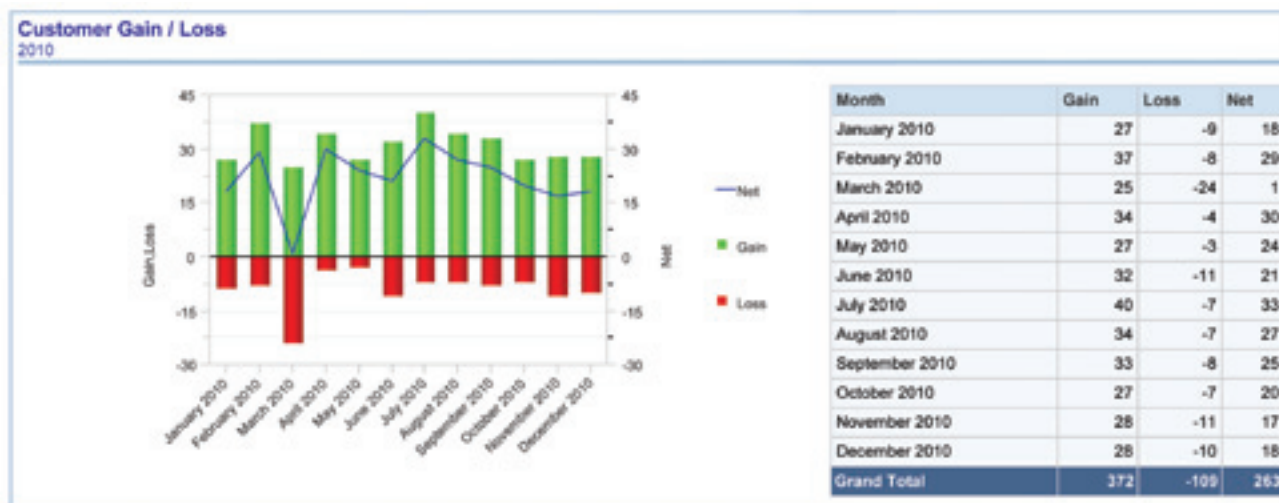 Customer Gain / Loss
2010
45
30
15
0
-15
-30
Gain,Loss
January 2010
February 2010
March 2010
April 2010
May 2010
June 2010
July 2010
August 2010
September 2010
October 2010
November 2010
December 2010
45
30
15
0
-15
-30
Net
Net
Gain
Loss
Month Gain Loss Net
January 2010 27 -9 18
February 2010 37 -8 29
March 2010 25 -24 1
April 2010 34 -4 30
May 2010 27 -3 24
June 2010 32 -11 21
July 2010 40 -7 33
August 2010 34 -7 27
September 2010 33 -8 25
October 2010 27 -7 20
November 2010 28 -11 17
December 2010 28 -10 18
Grand Total 372 -109 263